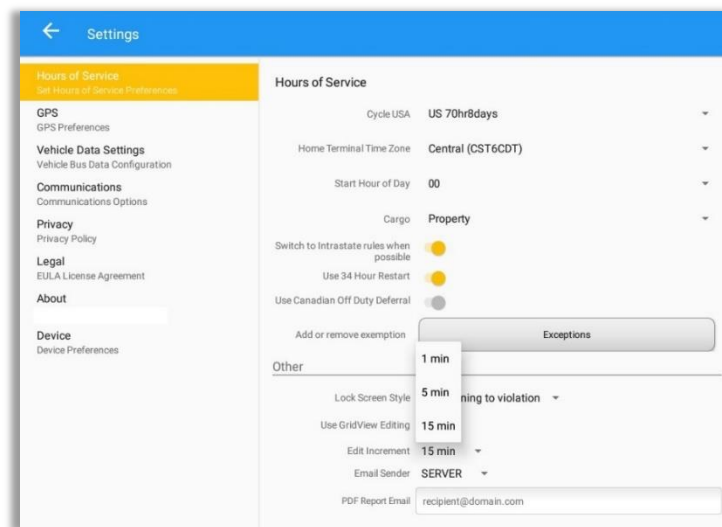 Settings
Hours of Service
Set Hours of Service Preferences
GPS
GPS Preferences
Vehicle Data Settings
Vehicle Bus Data Configuration
Communications
Communications Options
Privacy
Privacy Policy
Legal
EULA License Agreement
About
Device
Device Preferences
Hours of Service
Cycle USA US 70hr8days
Home Terminal Time Zone Central (CST6CDT)
Start Hour of Day 00
Cargo Property
Switch to Intrastate rules when
possible
Use 34 Hour Restart
Use Canadian Off Duty Deferral
Add or remove exemption Exceptions
1 min
Other
Lock Screen Style 5 min ning to violation
Use GridView Editing 15 min
Edit Increment 15 min
Email Sender SERVER
PDF Report Email recipient@domain.com